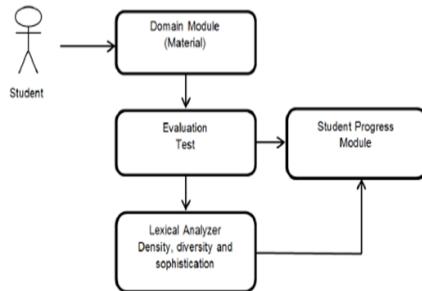 Domain Module
(Material)
Student
Evaluation
Test
Student Progress
Module
Lexical Analyzer
Density, diversity and
sophistication